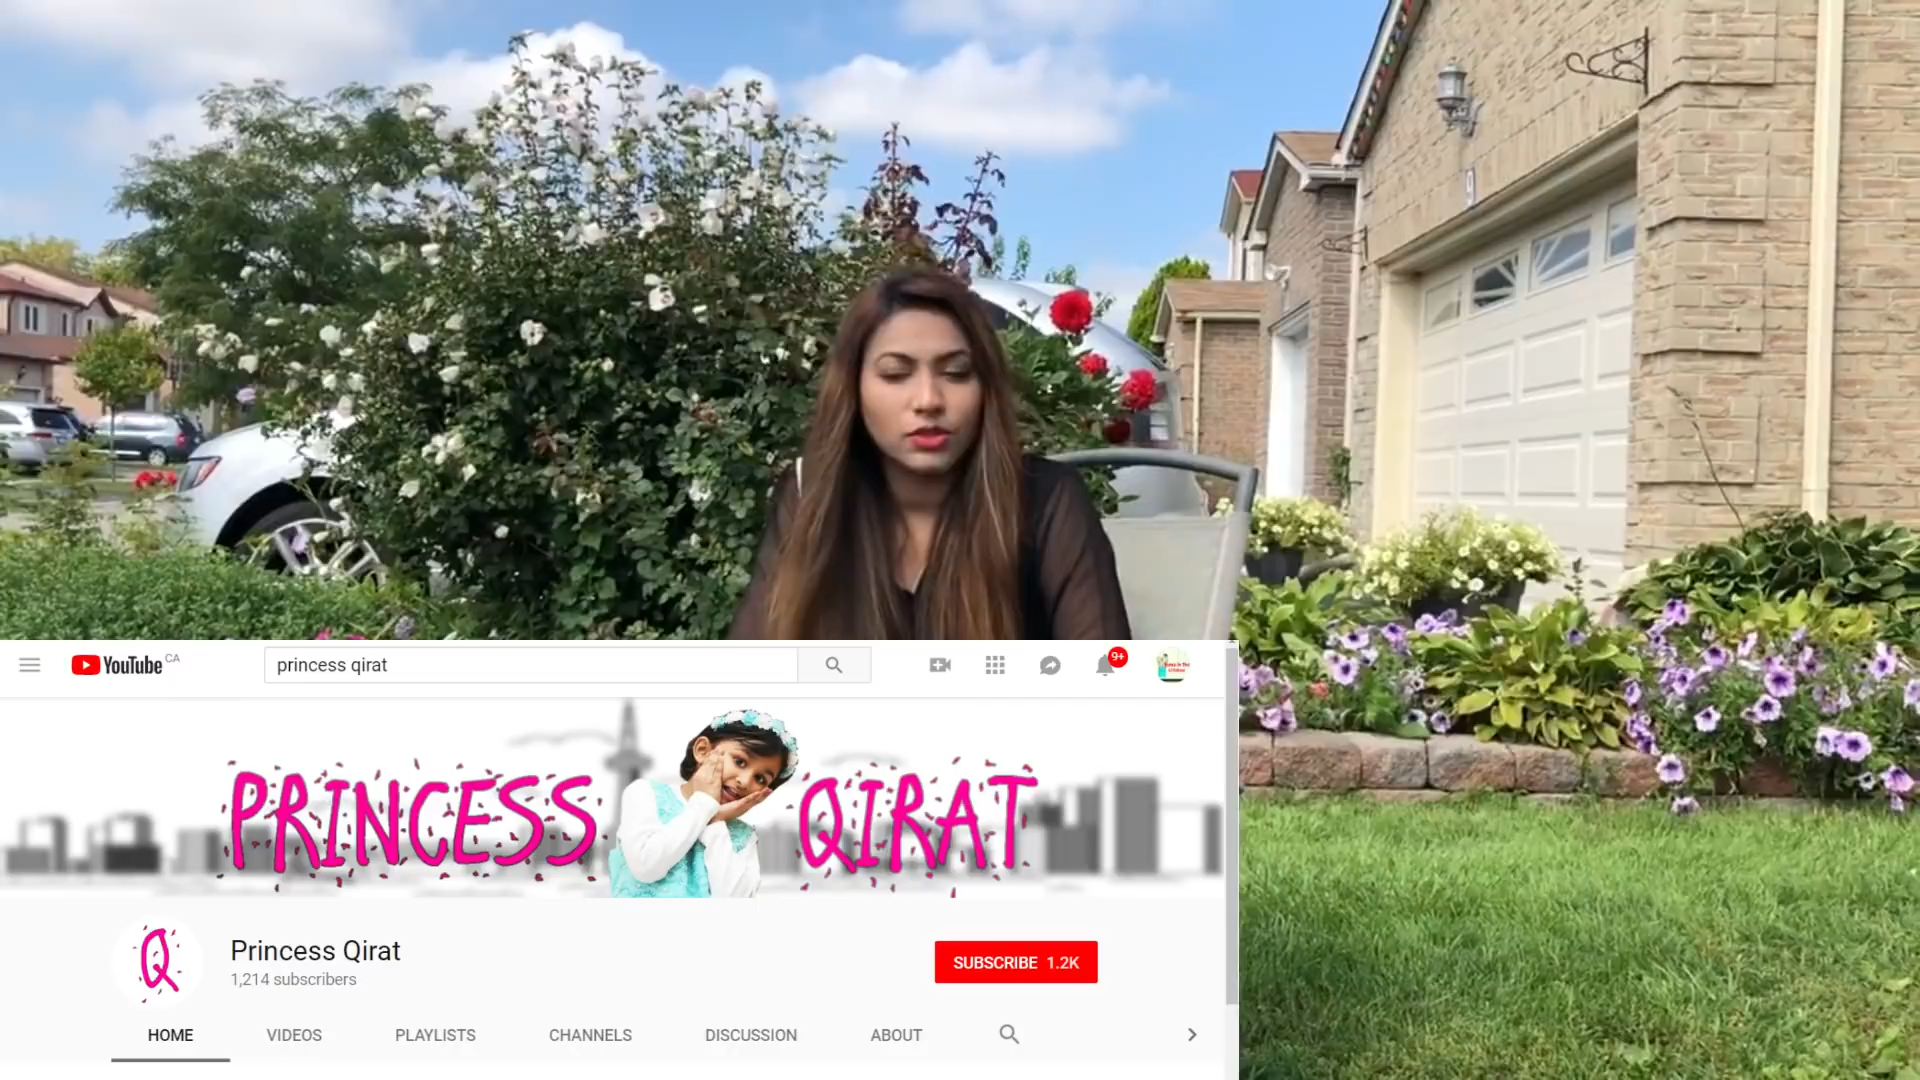 YouTube CA
princess qirat
9+
PRINCESS QIRAT
Q
Princess Qirat
1,214 subscribers
SUBSCRIBE 1.2K
HOME VIDEOS PLAYLISTS CHANNELS DISCUSSION ABOUT